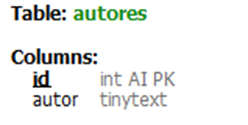 Table: autores
Columns:
id int AI PK
autor tinytext